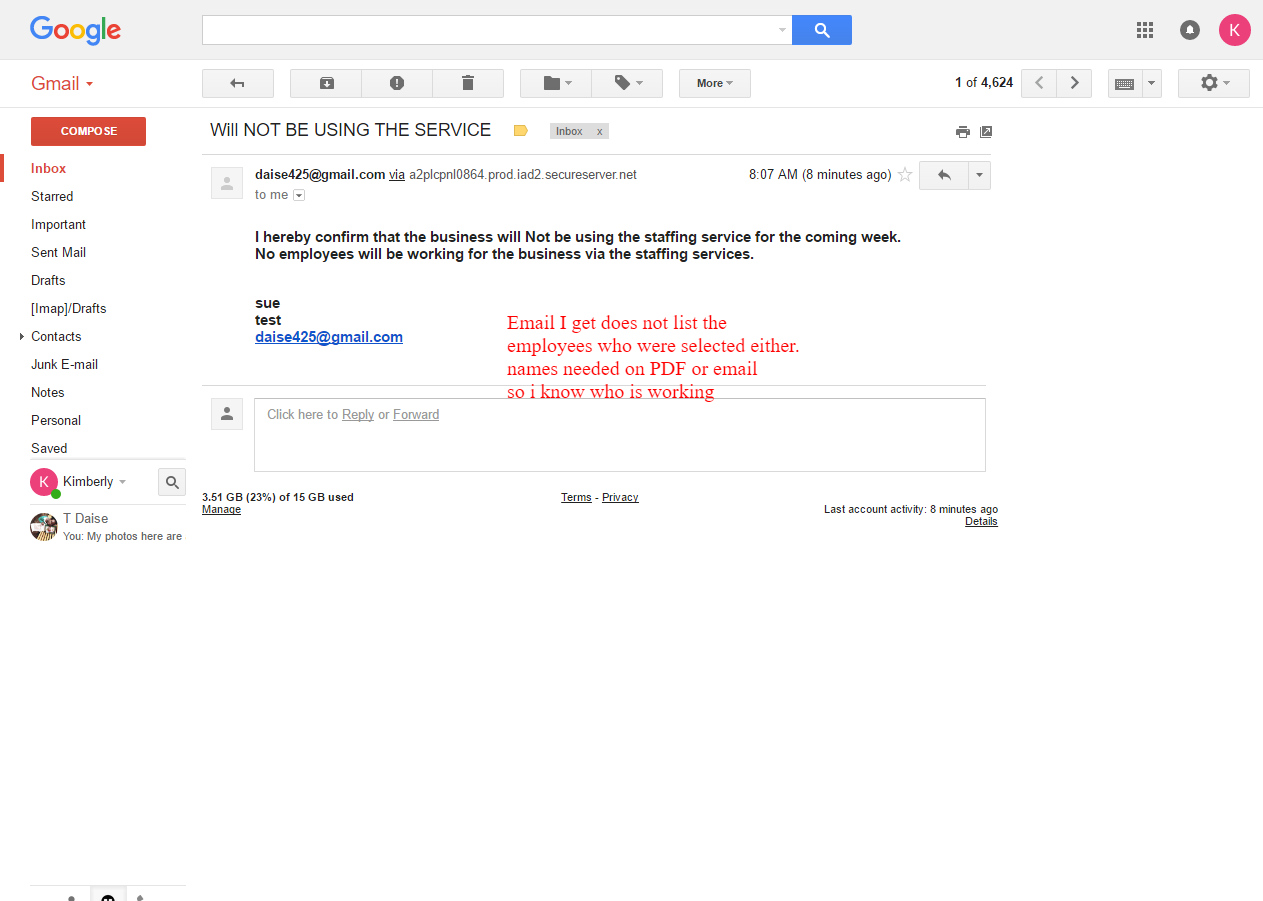 Google
K
Gmail
More
1 of 4,624
COMPOSE
Will NOT BE USING THE SERVICE
Inbox x
Inbox
Starred
Important
Sent Mail
Drafts
[Imap]/Drafts
Contacts
Junk E-mail
Notes
Personal
Saved
K Kimberly
T Daise
You: My photos here are
daise425@gmail.com via a2plcpnl0864.prod.iad2.secureserver.net
8:07 AM (8 minutes ago)
to me
I hereby confirm that the business will Not be using the staffing service for the coming week.
No employees will be working for the business via the staffing services.
sue
test
daise425@gmail.com
Email I get does not list the
employees who were selected either.
names needed on PDF or email
so i know who is working
Click here to Reply or Forward
3.51 GB (23%) of 15 GB used
Manage
Terms - Privacy
Last account activity: 8 minutes ago
Details